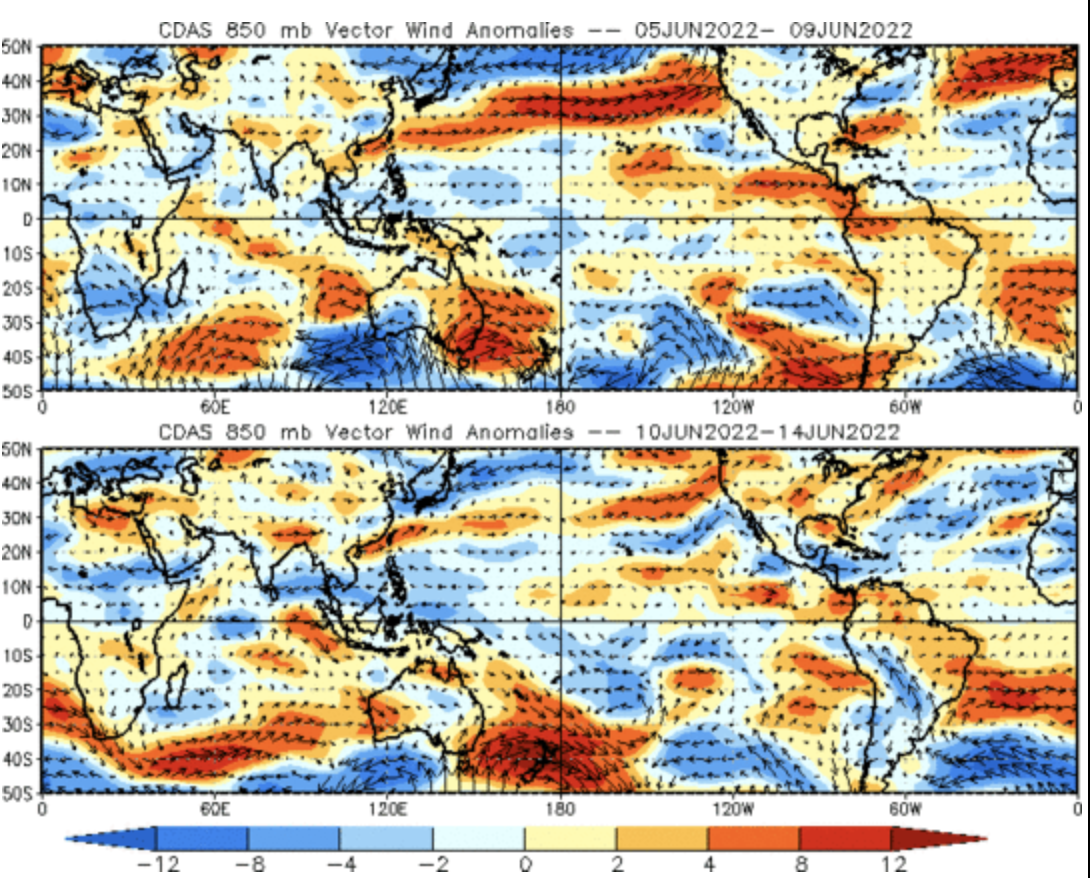 CDAS 850 mb Vector Wind Anomalies -- 05JUN2022- 09JUN2022
50N
40N
30N
20N
10N
0
10S
20S
30S
40S
50S
0 60E 120E 180 120W 60W 0
CDAS 850 mb Vector Wind Anomalies -- 10JUN2022-14JUN2022
50N
40N
30N
20N
10N
0
10S
20S
30S
40S
50S
0 60E 120E 180 120W 60W 0
-12 -8 -4 -2 0 2 4 8 12